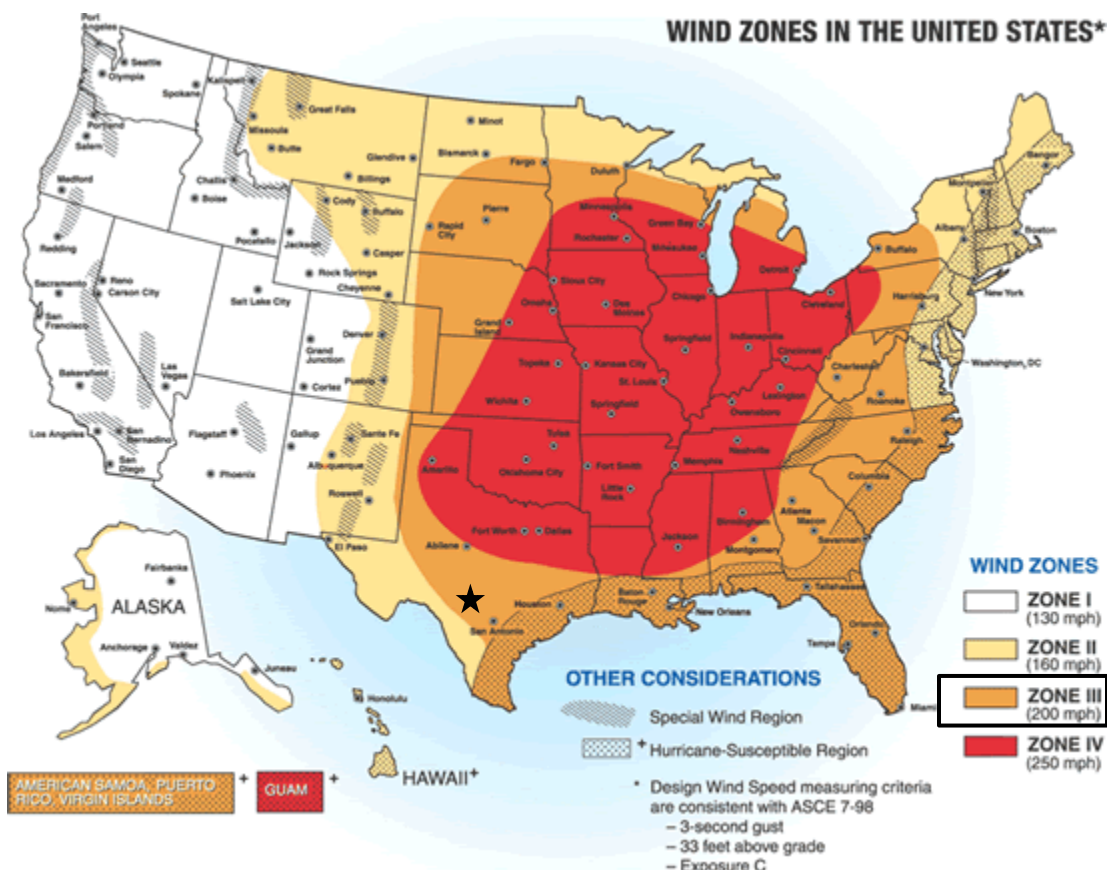 WIND ZONES IN THE UNITED STATES*
Port
Angeles
Seattle
Olympia
Spokane
Kalispell
Great Falls
Portland
Salem
Missoula
Butte
Glendive
Billings
Minot
Bismarck
Fargo
Duluth
Medford
Challis
Boise
Cody
Buffalo
Rapid
City
Pierre
Minneapolis
Rochester
Green Bay
Milwaukee
Bangor
Montpelier
Albany
Boston
Buffalo
Redding
Pocatello
Jackson
Casper
Rock Springs
Cheyenne
Sioux City
Omaha
Des
Moines
Chicago
Detroit
Cleveland
Harrisburg
New York
Sacramento
Reno
Carson City
San
Francisco
Salt Lake City
Denver
Grand
Junction
Grand
Island
Springfield
Indianapolis
Cincinnati
Washington, DC
Bakersfield
Las
Vegas
Cortez
Pueblo
Topeka
Kansas City
St. Louis
Charleston
Lexington
Roanoke
Wichita
Springfield
Owensboro
Los Angeles
San
Bernadino
Flagstaff
Gallup
Sante Fe
Albuquerque
Tulsa
Nashville
Raleigh
San
Diego
Phoenix
Roswell
Amarillo
Oklahoma City
Fort Smith
Memphis
Little
Rock
Columbia
Atlanta
Macon
Birmingham
Savannah
El Paso
Fort Worth
Dallas
Abilene
Jackson
Montgomery
Tallahassee
Houston
Baton
Rouge
New Orleans
San Antonio
Orlando
Tampa
Miami
Fairbanks
Nome
ALASKA
Anchorage
Valdez
Juneau
Honolulu
HAWAII+
WIND ZONES
ZONE I
(130 mph)
ZONE II
(160 mph)
ZONE III
(200 mph)
ZONE IV
(250 mph)
OTHER CONSIDERATIONS
Special Wind Region
+ Hurricane-Susceptible Region
AMERICAN SAMOA, PUERTO
RICO, VIRGIN ISLANDS
+
GUAM
+
* Design Wind Speed measuring criteria
are consistent with ASCE 7-98
– 3-second gust
– 33 feet above grade
– Exposure C